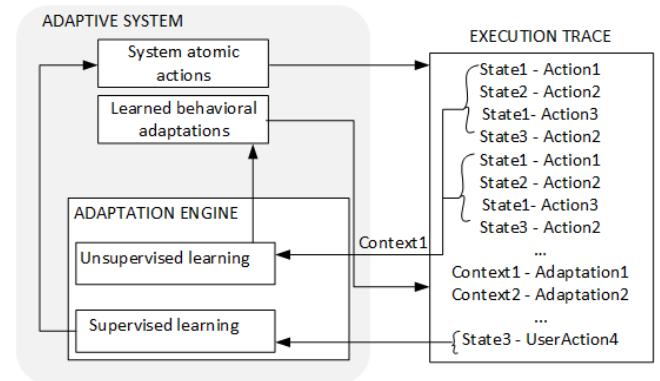 ADAPTIVE SYSTEM
System atomic
actions
Learned behavioral
adaptations
ADAPTATION ENGINE
Unsupervised learning
Supervised learning
Context1
EXECUTION TRACE
State1 - Action1
State2 - Action2
State1- Action3
State3 - Action2
State1 - Action1
State2 - Action2
State1- Action3
State3 - Action2
...
Context1 - Adaptation1
Context2 - Adaptation2
...
State3 - UserAction4